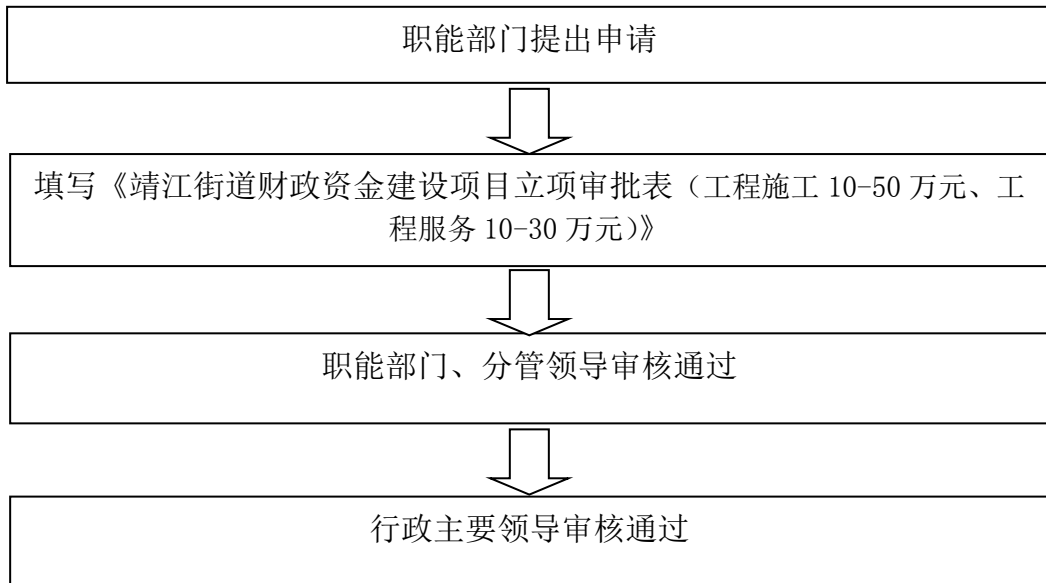 职能部门提出申请
填写《靖江街道财政资金建设项目立项审批表（工程施工 10-50 万元、工
程服务 10-30 万元)》
职能部门、分管领导审核通过
行政主要领导审核通过